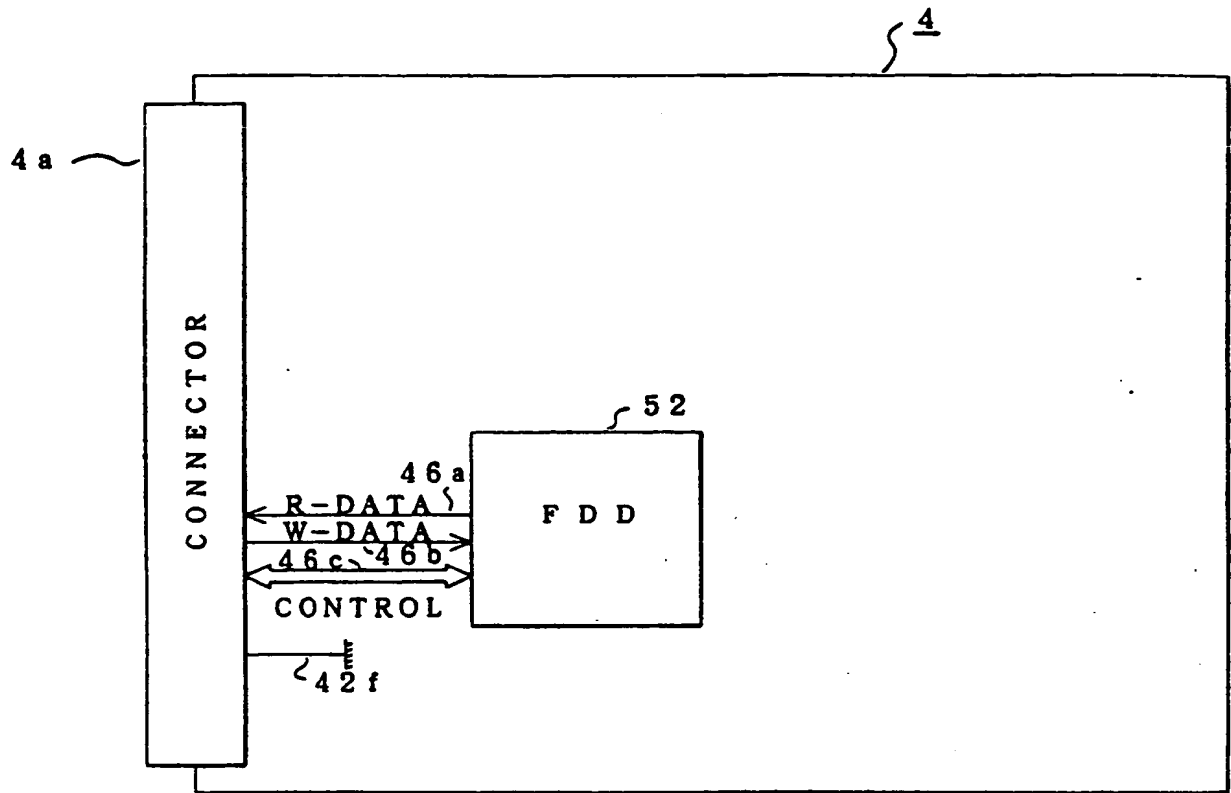 4
4a
CONNECTOR
52
46a
R-DATA
FDD
W-DATA
46b
46c
CONTROL
42f